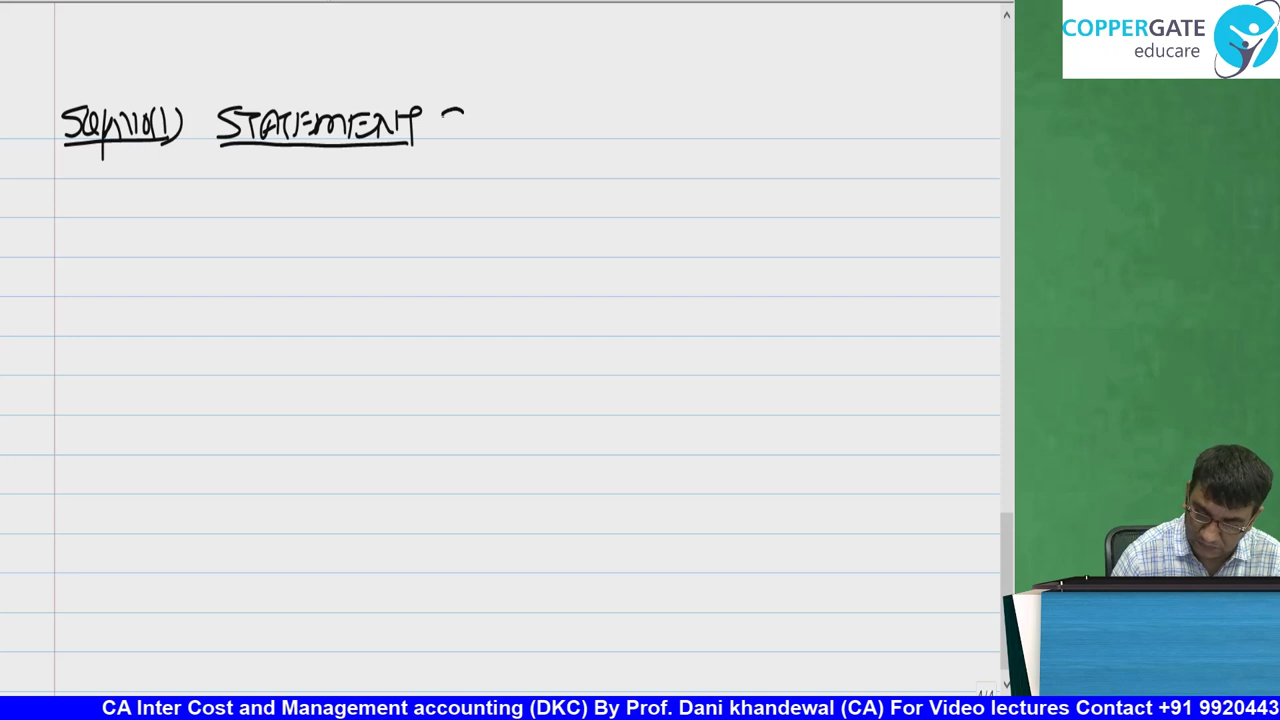 COPPERGATE
educare
STATEMENT
CA Inter Cost and Management accounting (DKC) By Prof. Dani khandewal (CA) For Video lectures Contact +91 9920443